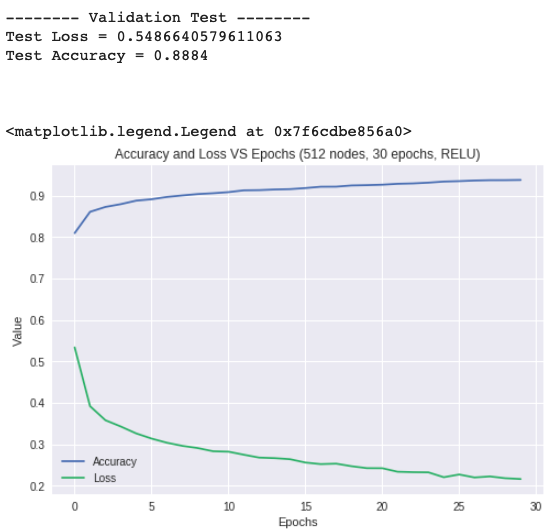 -------- Validation Test --------
Test Loss = 0.5486640579611063
Test Accuracy = 0.8884
<matplotlib.legend.Legend at 0x7f6cdbe856a0>
Accuracy and Loss VS Epochs (512 nodes, 30 epochs, RELU)
0.9
0.8
0.7
0.6
0.5
0.4
0.3
0.2
Value
Accuracy
Loss
0 5 10 15 20 25 30
Epochs